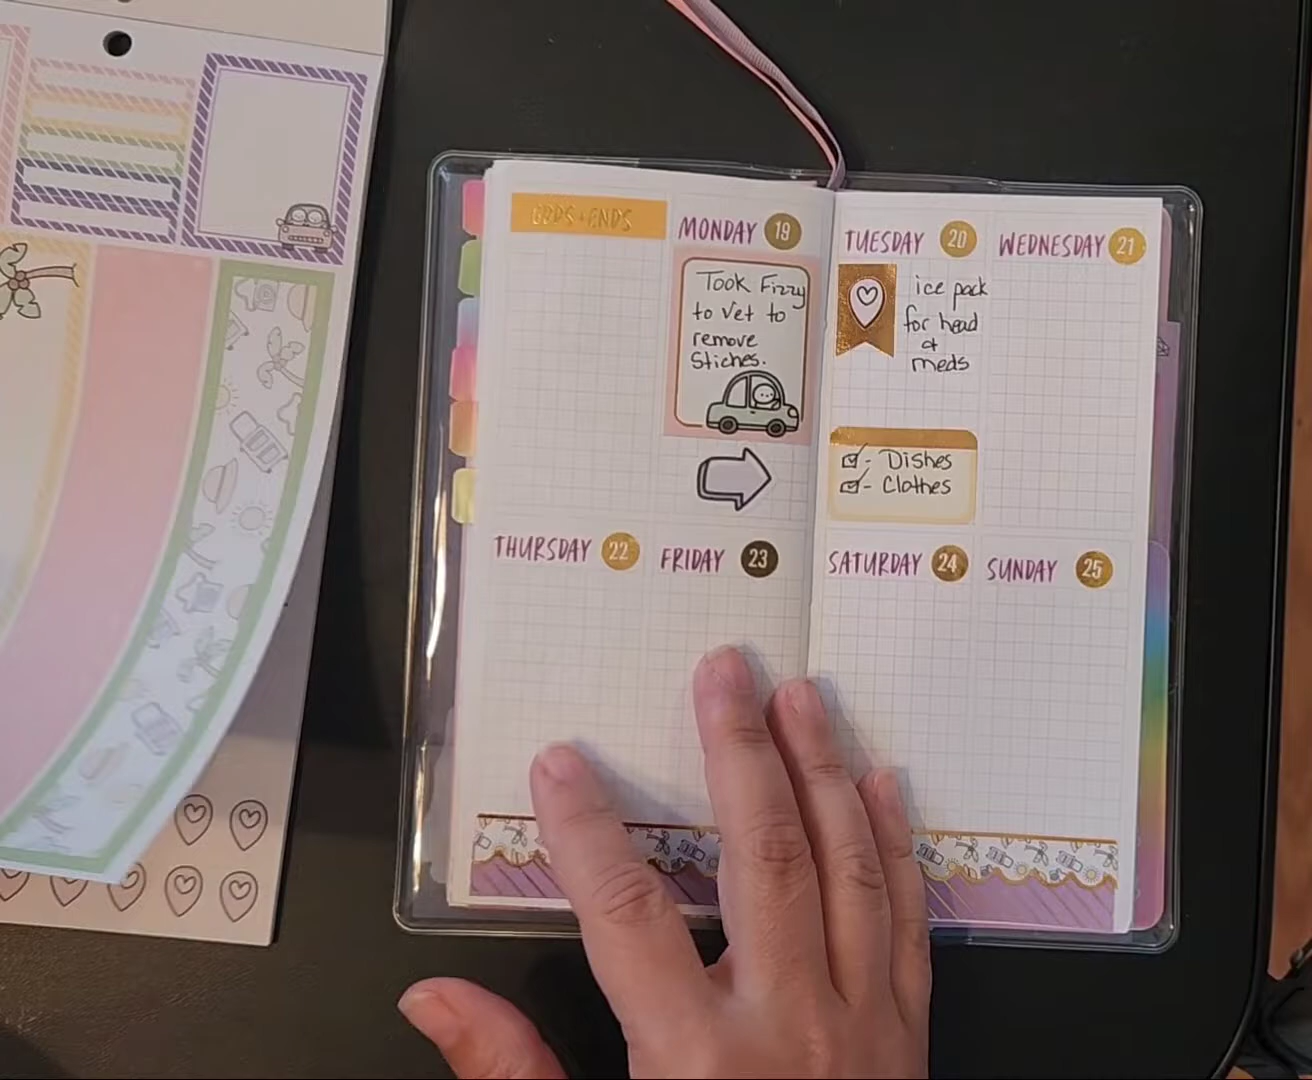 ODDS + ENDS
MONDAY 19
Took Fizzy
to vet to
remove
Stiches.
TUESDAY 20
ice pack
for head
&
meds
- Dishes
- Clothes
WEDNESDAY 21
THURSDAY 22
FRIDAY 23
SATURDAY 24
SUNDAY 25